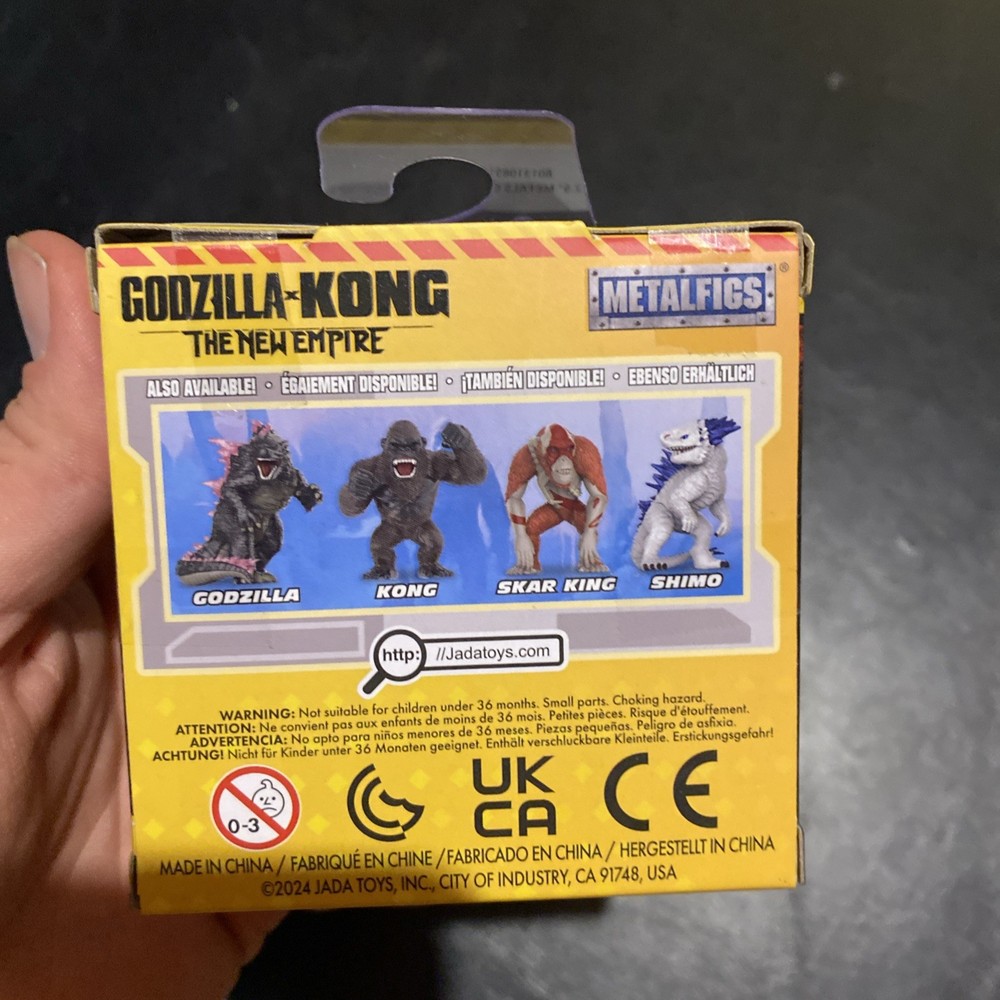 GODZILLA x KONG
THE NEW EMPIRE
METALFIGS®
ALSO AVAILABLE! • ÉGAIEMENT DISPONIBLE! • ¡TAMBIÉN DISPONIBLE! • EBENSO ERHÄLTLICH
GODZILLA KONG SKAR KING SHIMO
http: //Jadatoys.com
WARNING: Not suitable for children under 36 months. Small parts. Choking hazard.
ATTENTION: Ne convient pas aux enfants de moins de 36 mois. Petites pièces. Risque d'étouffement.
ADVERTENCIA: No apto para niños menores de 36 meses. Piezas pequeñas. Peligro de asfixia.
ACHTUNG! Nicht für Kinder unter 36 Monaten geeignet. Enthält verschluckbare Kleinteile. Erstickungsgefahr!
0-3
UK
CA
CE
MADE IN CHINA / FABRIQUÉ EN CHINE / FABRICADO EN CHINA / HERGESTELLT IN CHINA
©2024 JADA TOYS, INC., CITY OF INDUSTRY, CA 91748, USA